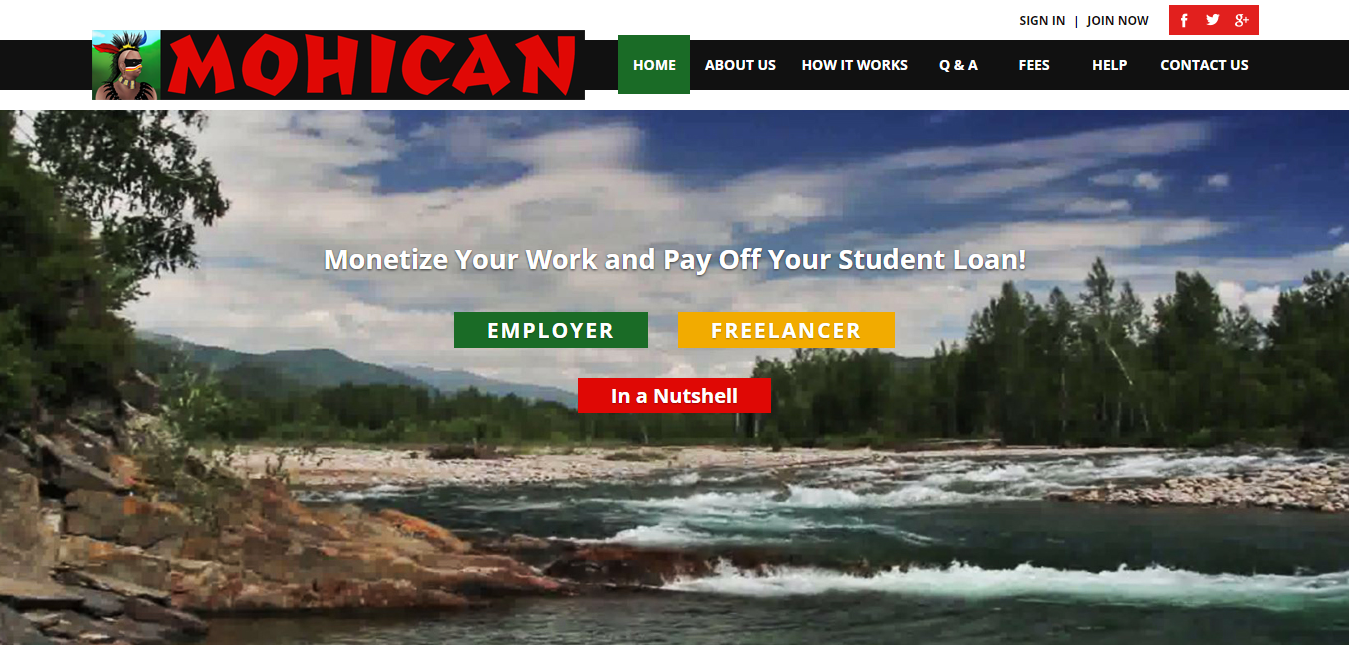 SIGN IN | JOIN NOW
MOHICAN
HOME ABOUT US HOW IT WORKS Q & A FEES HELP CONTACT US
Monetize Your Work and Pay Off Your Student Loan!
EMPLOYER FREELANCER
In a Nutshell